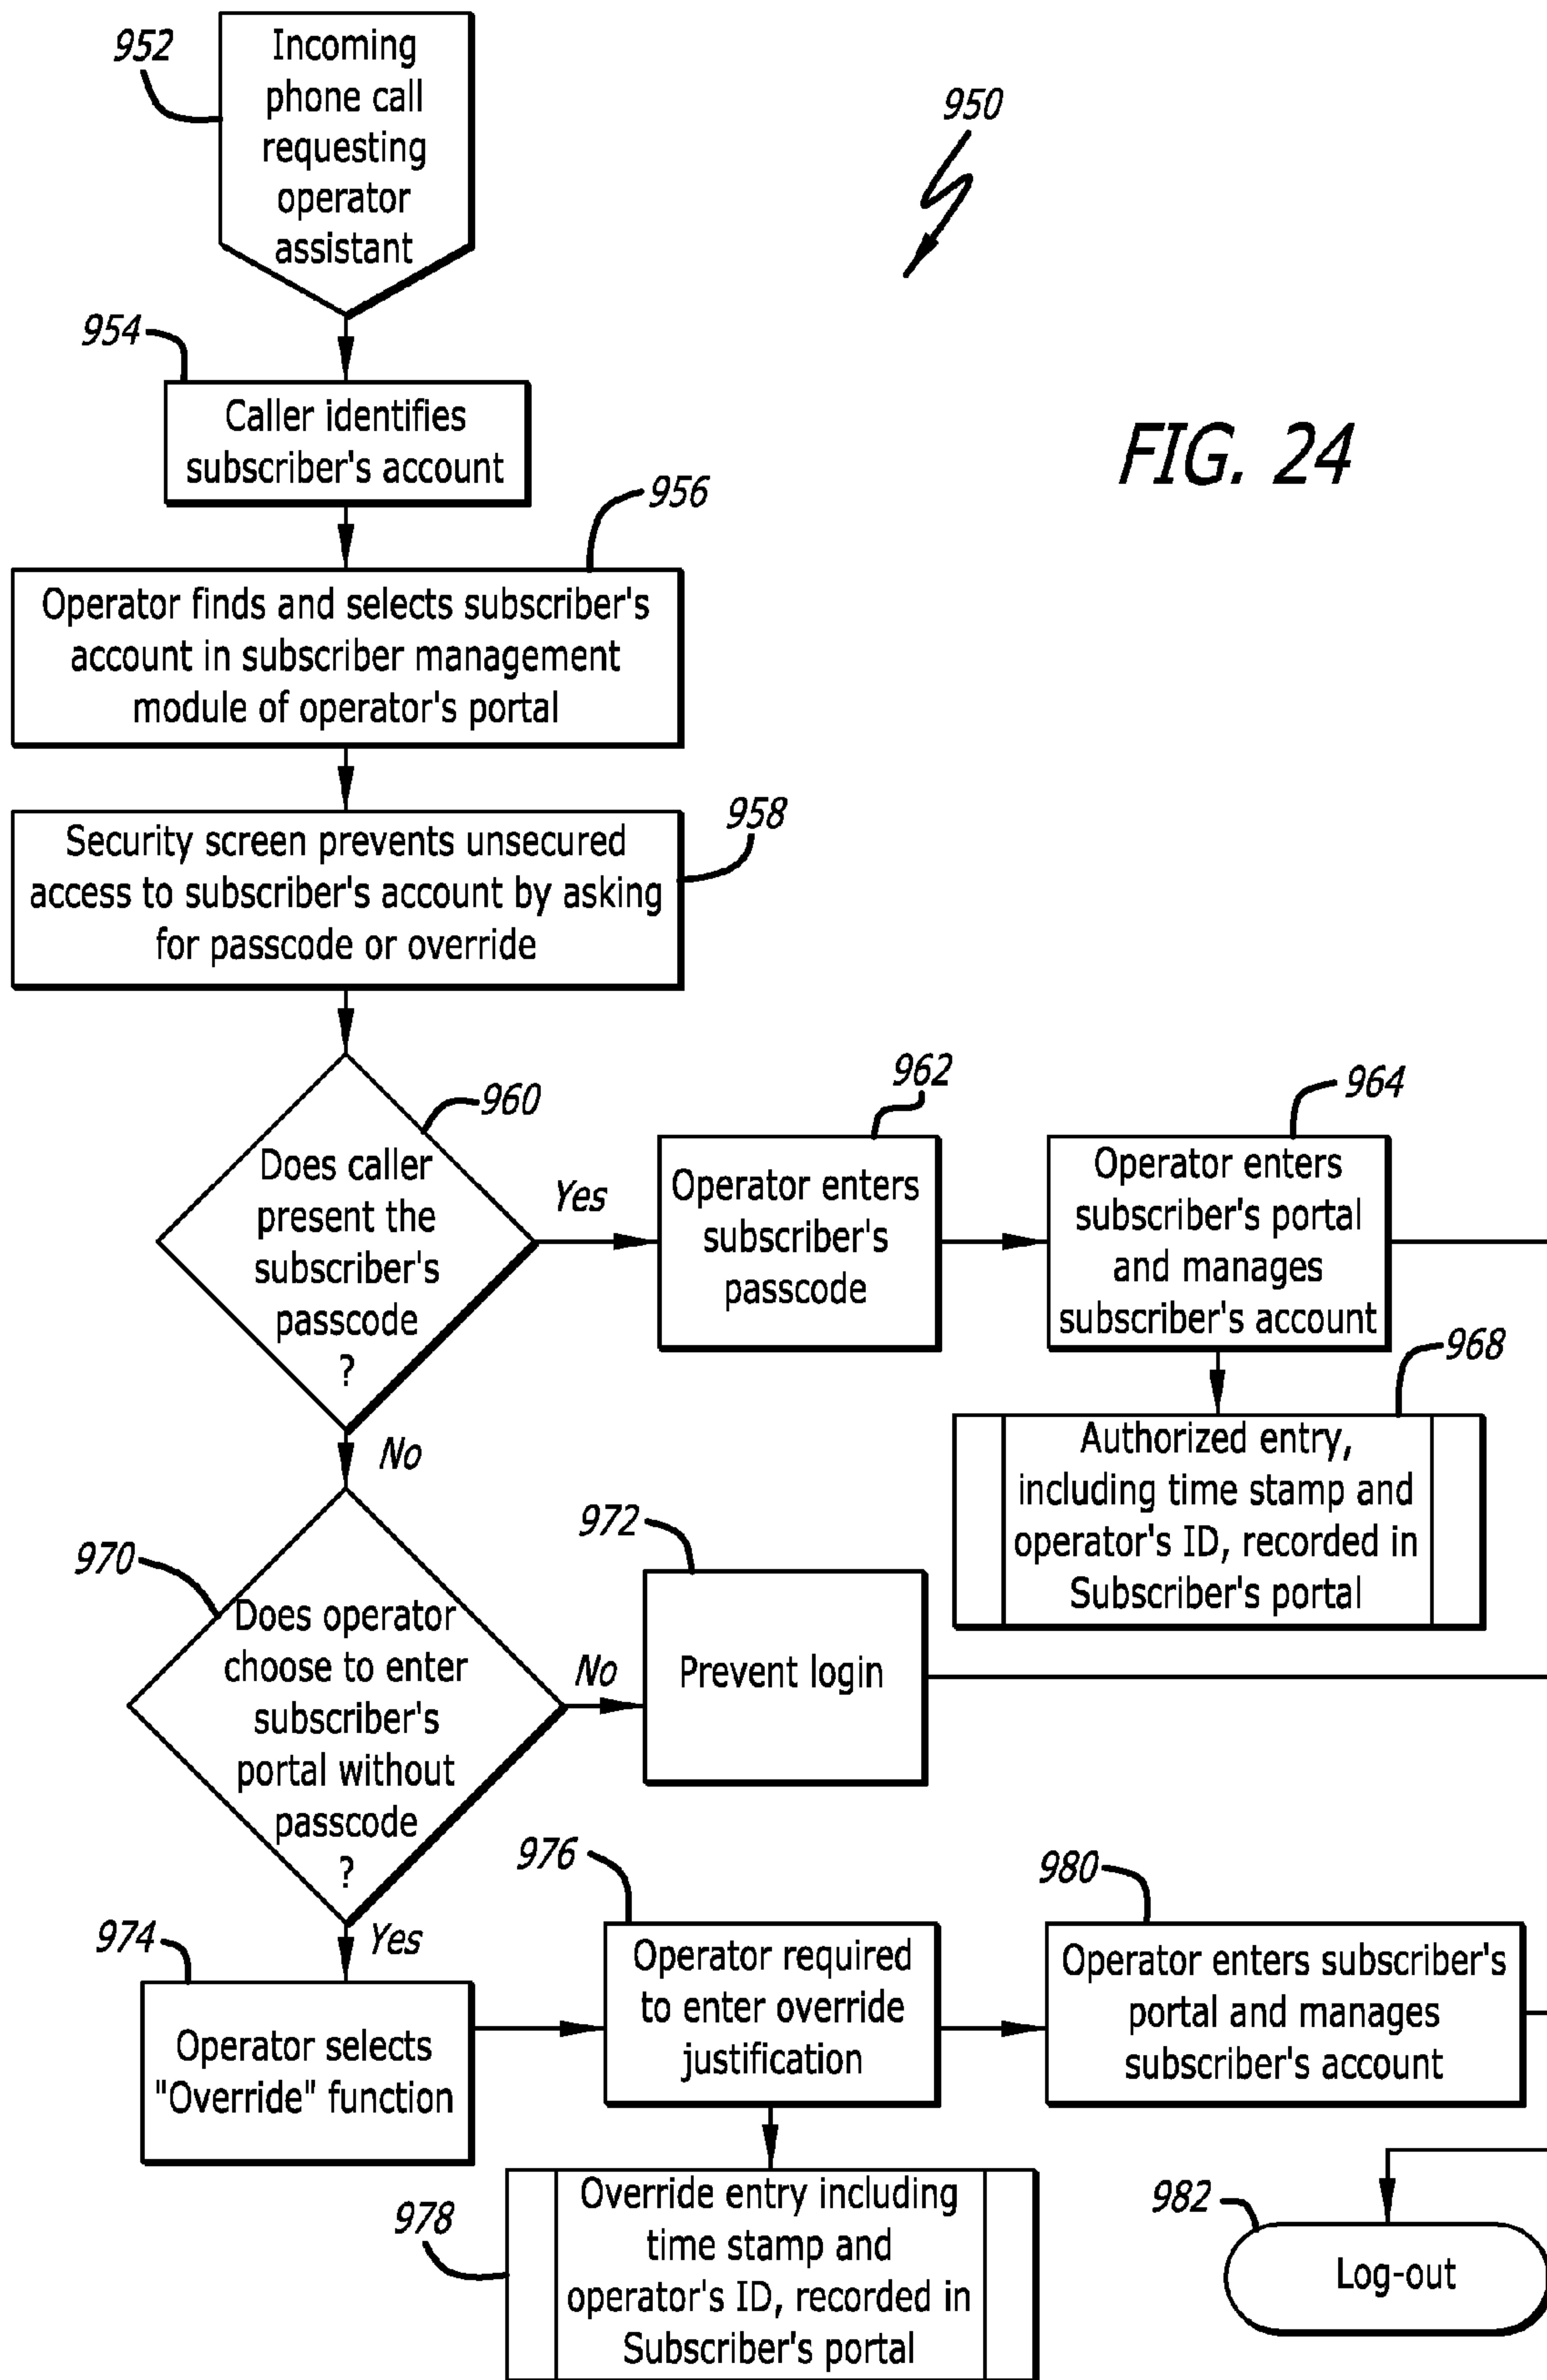 952
Incoming
phone call
requesting
operator
assistant
950
954
Caller identifies
subscriber's account
FIG. 24
956
Operator finds and selects subscriber's
account in subscriber management
module of operator's portal
958
Security screen prevents unsecured
access to subscriber's account by asking
for passcode or override
960
Does caller
present the
subscriber's
passcode
?
Yes
962
Operator enters
subscriber's
passcode
964
Operator enters
subscriber's portal
and manages
subscriber's account
968
Authorized entry,
including time stamp and
operator's ID, recorded in
Subscriber's portal
No
970
Does operator
choose to enter
subscriber's
portal without
passcode
?
No
972
Prevent login
Yes
974
Operator selects
"Override" function
976
Operator required
to enter override
justification
980
Operator enters subscriber's
portal and manages
subscriber's account
978
Override entry including
time stamp and
operator's ID, recorded in
Subscriber's portal
982
Log-out